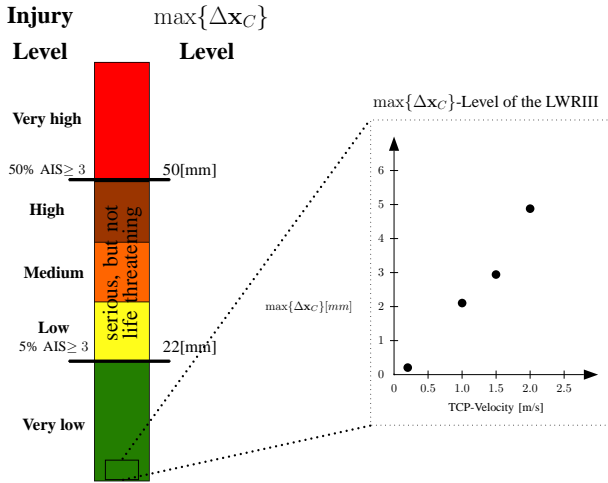 Injury max{Δx_C}
Level Level
Very high
50% AIS≥ 3 50[mm]
High
Medium
Low
5% AIS≥ 3 22[mm]
Very low
serious, but not
life threatening
max{Δx_C}-Level of the LWRIII
6
5
4
3
2
1
0
max{Δx_C}[mm]
0 0.5 1.0 1.5 2.0 2.5
TCP-Velocity [m/s]